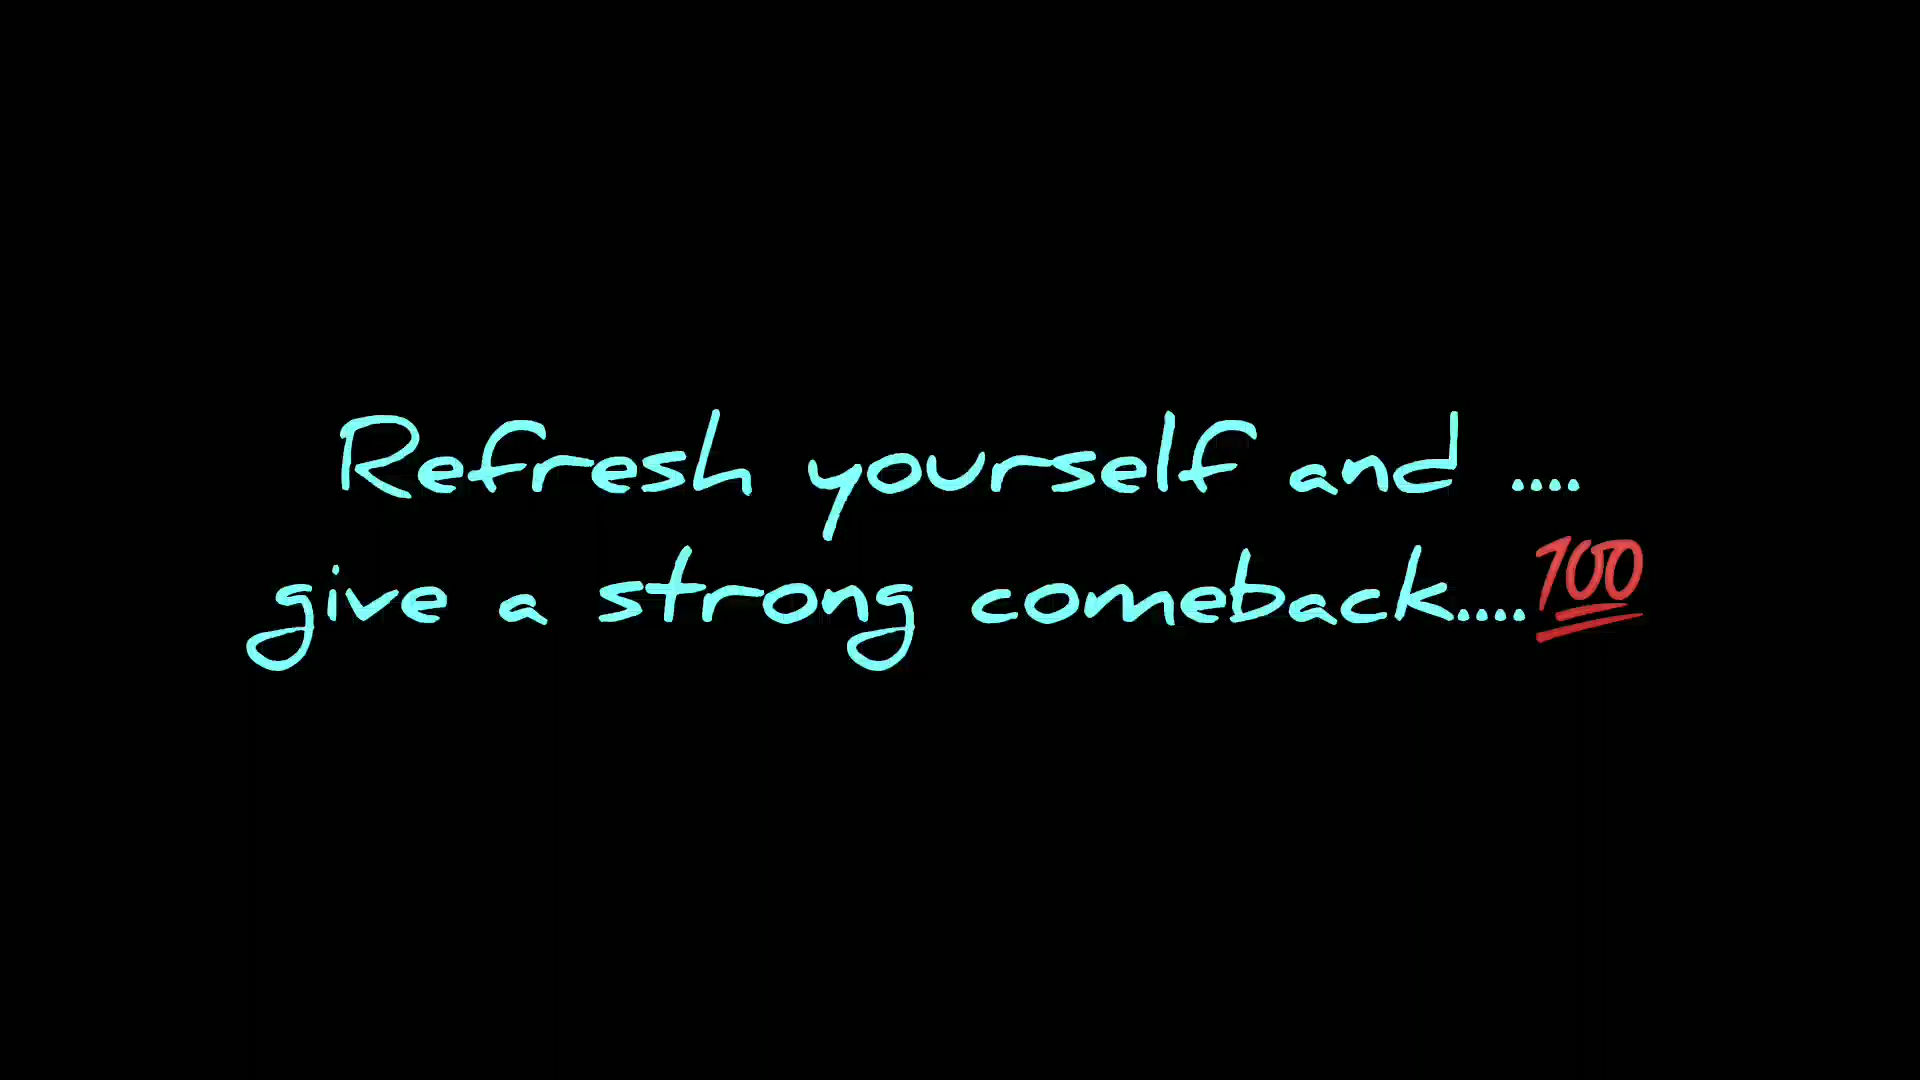 Refresh yourself and ....
give a strong comeback....💯